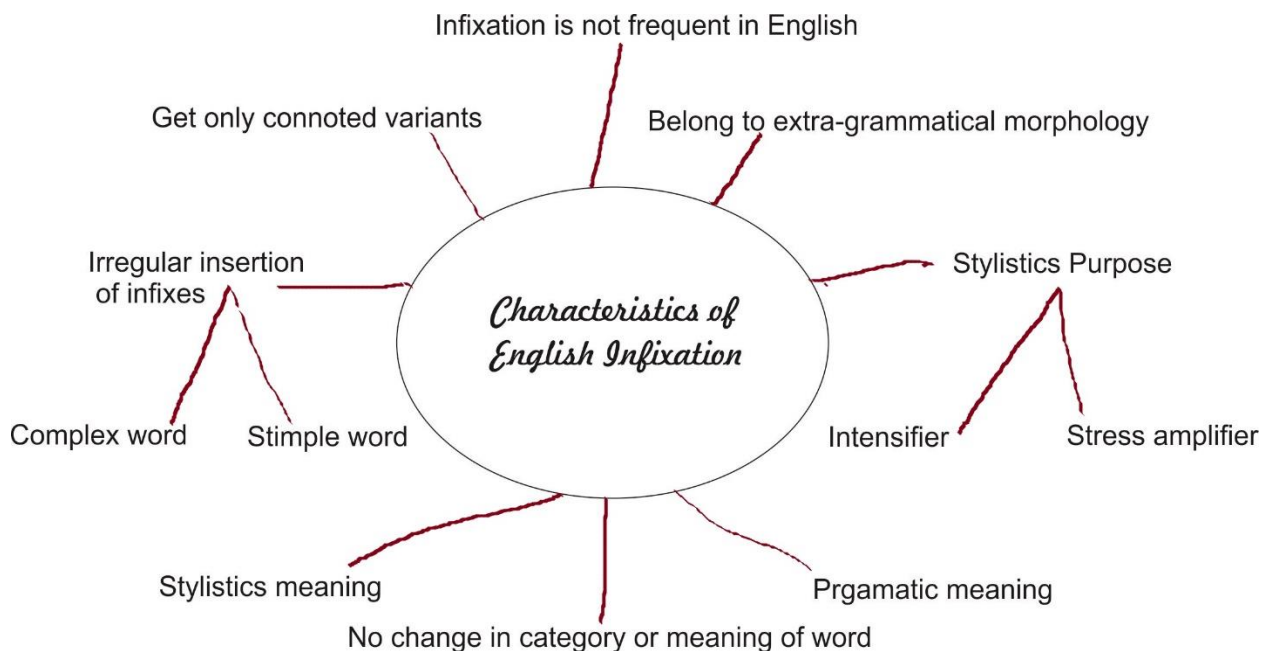 Infixation is not frequent in English
Get only connoted variants
Belong to extra-grammatical morphology
Irregular insertion
of infixes
Stylistics Purpose
Characteristics of
English Infixation
Complex word
Stimple word
Intensifier
Stress amplifier
Stylistics meaning
Prgamatic meaning
No change in category or meaning of word